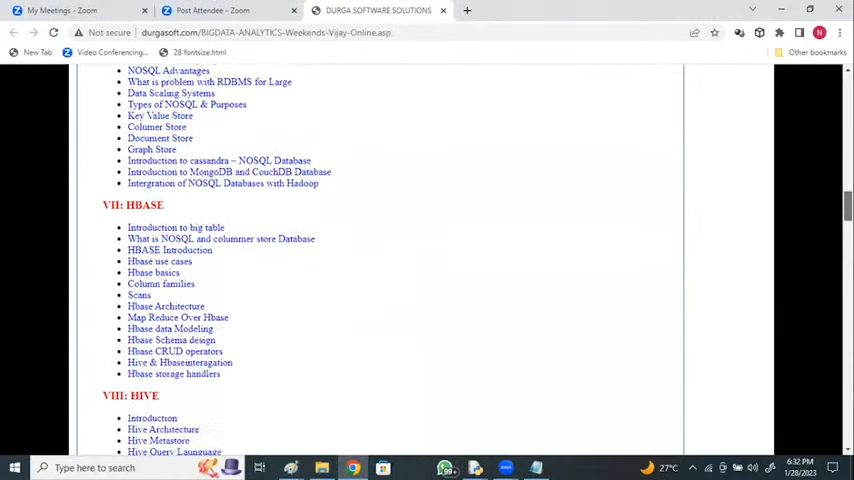 My Meetings - Zoom
Post Attendee - Zoom
DURGA SOFTWARE SOLUTIONS
Not secure | durgasoft.com/BIGDATA-ANALYTICS-Weekends-Vijay-Online.asp
N
New Tab
Video Conferencing...
28 fontsize.html
Other bookmarks
NOSQL Advantages
What is problem with RDBMS for Large
Data Scaling Systems
Types of NOSQL & Purposes
Key Value Store
Columer Store
Document Store
Graph Store
Introduction to cassandra – NOSQL Database
Introduction to MongoDB and CouchDB Database
Intergration of NOSQL Databases with Hadoop
VII: HBASE
Introduction to big table
What is NOSQL and colummer store Database
HBASE Introduction
Hbase use cases
Hbase basics
Column families
Scans
Hbase Architecture
Map Reduce Over Hbase
Hbase data Modeling
Hbase Schema design
Hbase CRUD operators
Hive & Hbaseinteragation
Hbase storage handlers
VIII: HIVE
Introduction
Hive Architecture
Hive Metastore
Hive Query Launguage
Type here to search
99+
27°C
6:32 PM
1/28/2023